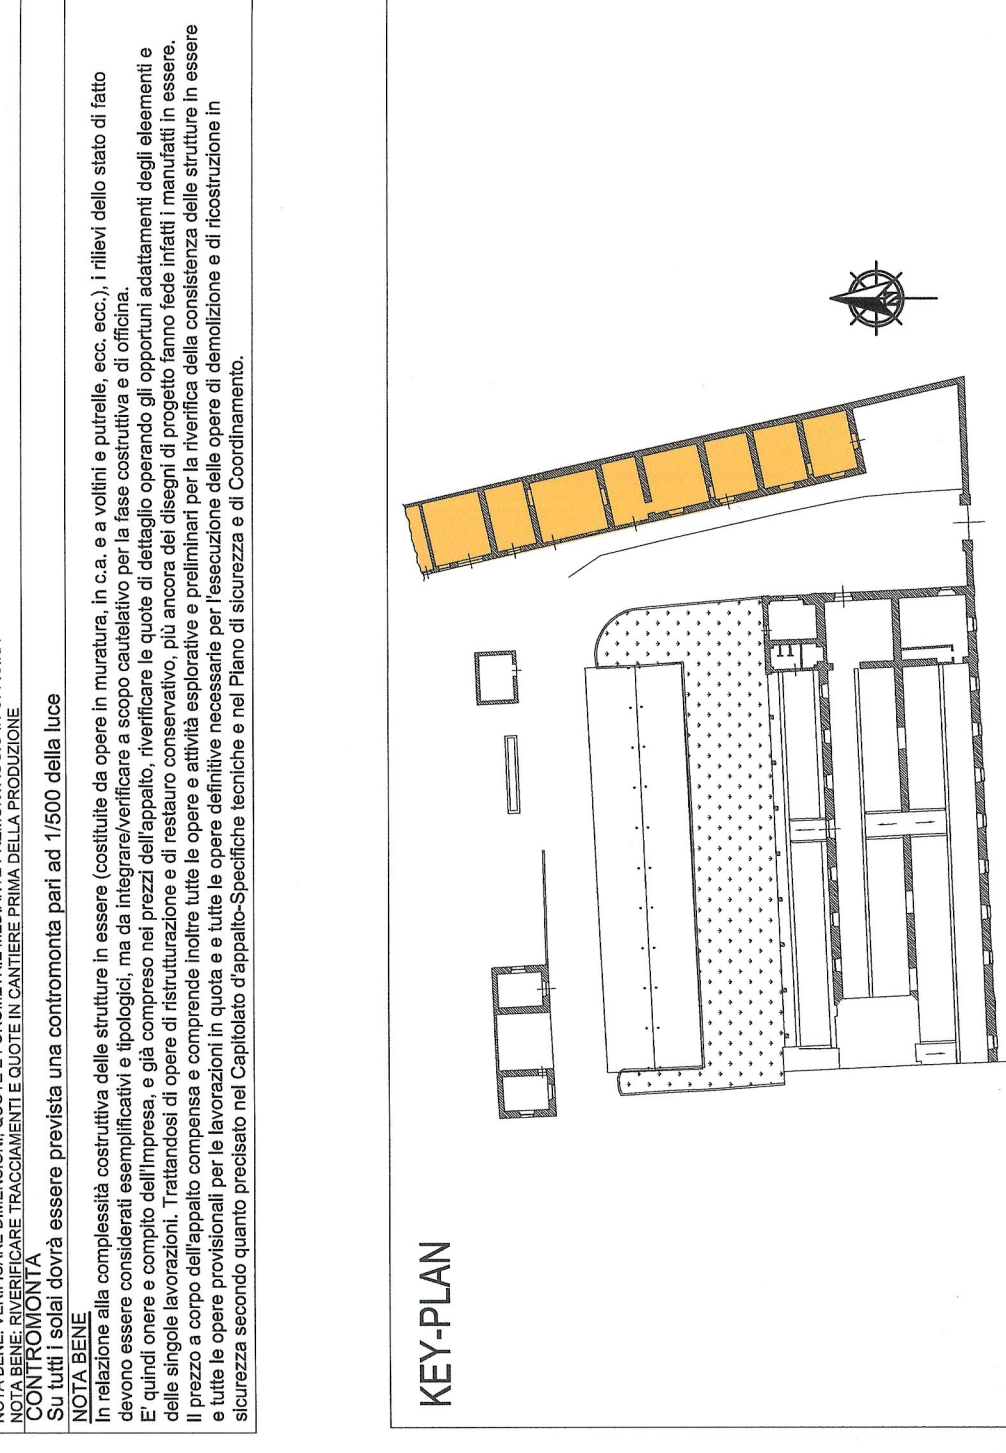 NOTA BENE: RIVERIFICARE TRACCIAMENTI E QUOTE IN CANTIERE PRIMA DELLA PRODUZIONE
CONTROMONTA
Su tutti i solai dovrà essere prevista una contromonta pari ad 1/500 della luce
NOTA BENE
In relazione alla complessità costruttiva delle strutture in essere (costituite da opere in muratura, in c.a. e a voltini e putrelle, ecc. ecc.), i rilievi dello stato di fatto
devono essere considerati esemplificativi e tipologici, ma da integrare/verificare a scopo cautelativo per la fase costruttiva e di officina.
E' quindi onere e compito dell'Impresa, e già compreso nei prezzi dell'appalto, riverificare le quote di dettaglio operando gli opportuni adattamenti degli eleementi e
delle singole lavorazioni. Trattandosi di opere di ristrutturazione e di restauro conservativo, più ancora dei disegni di progetto fanno fede infatti i manufatti in essere.
Il prezzo a corpo dell'appalto compensa e comprende inoltre tutte le opere e attività esplorative e preliminari per la riverifica della consistenza delle strutture in essere
e tutte le opere provisionali per le lavorazioni in quota e e tutte le opere definitive necessarie per l'esecuzione delle opere di demolizione e di ricostruzione in
sicurezza secondo quanto precisato nel Capitolato d'appalto-Specifiche tecniche e nel Piano di sicurezza e di Coordinamento.
KEY-PLAN
N